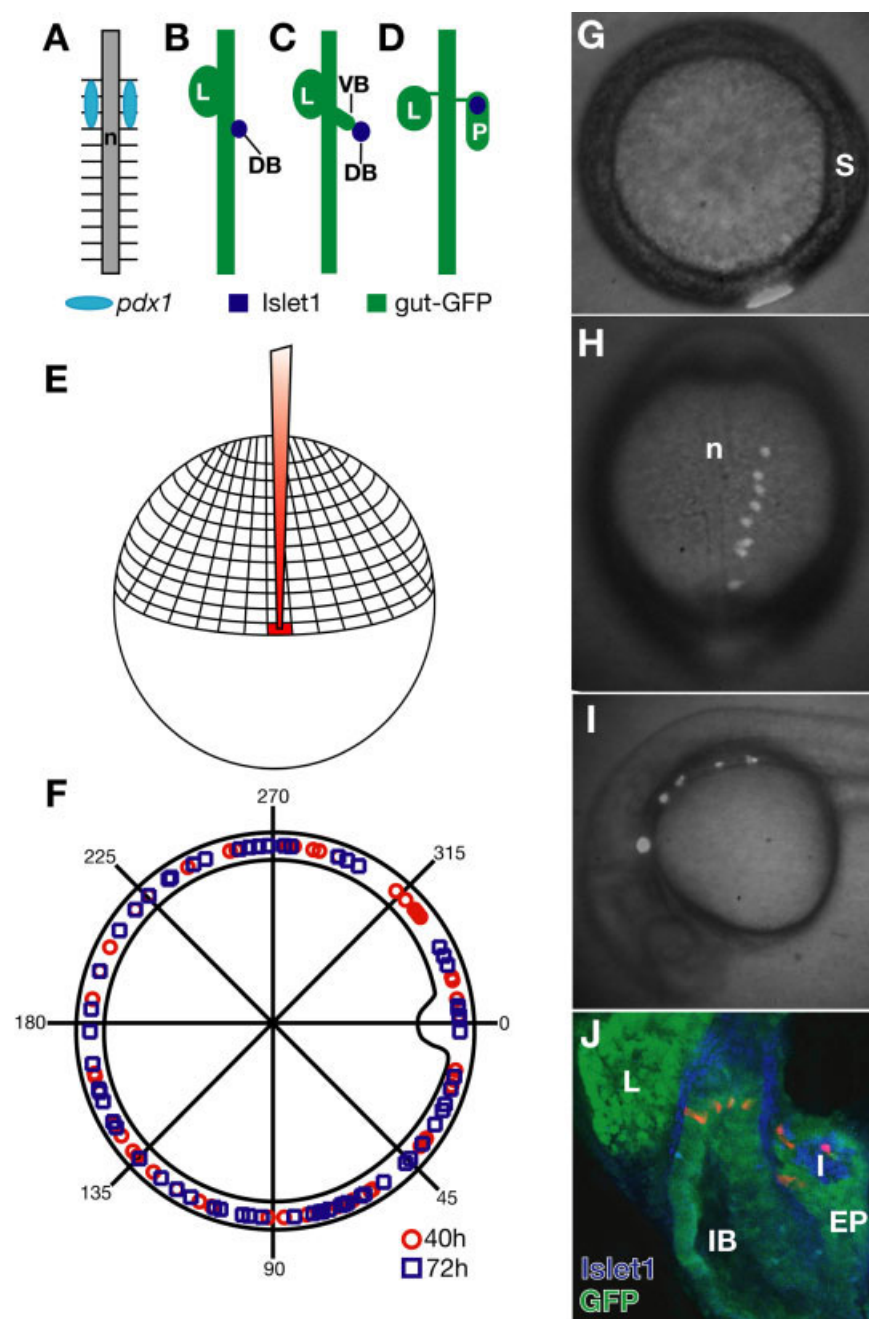 A
B
C
D
n
L
DB
L
VB
DB
L
P
pdx1
Islet1
gut-GFP
E
F
270
225
315
180
0
135
45
90
40h
72h
G
S
H
n
I
J
L
I
IB
EP
Islet1
GFP